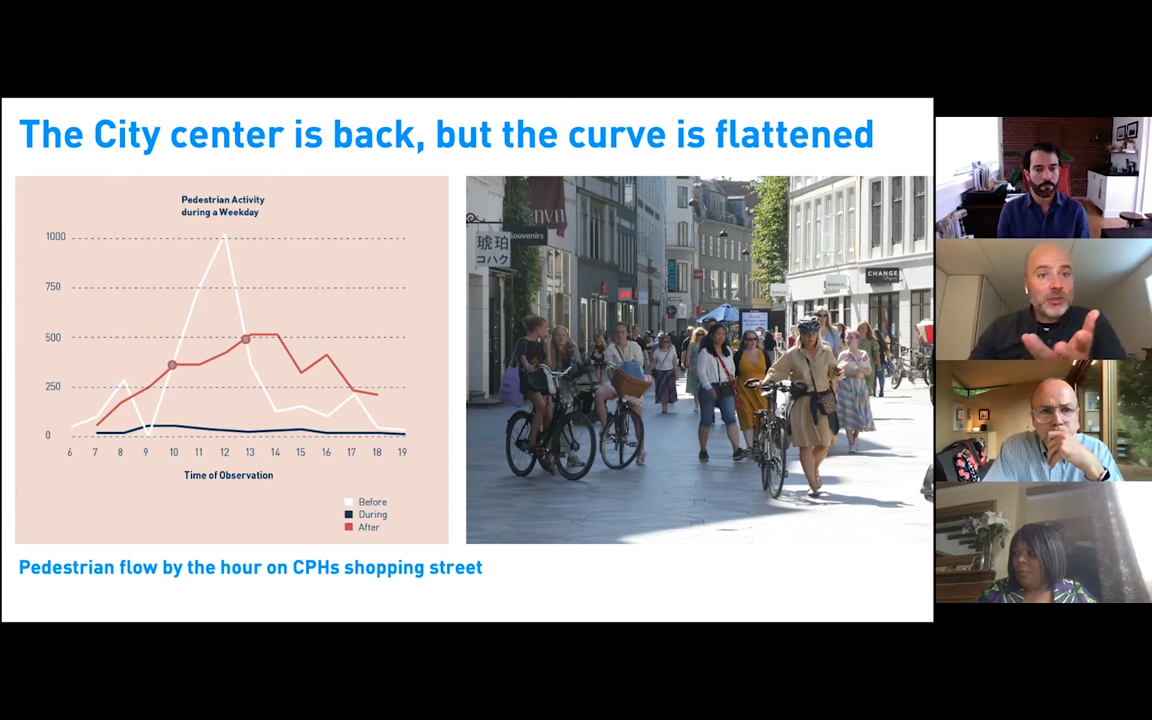 The City center is back, but the curve is flattened
Pedestrian Activity
during a Weekday
1000
750
500
250
0
6 7 8 9 10 11 12 13 14 15 16 17 18 19
Time of Observation
Before
During
After
Souvenirs
琥珀
コハク
CHANGE
Pedestrian flow by the hour on CPHs shopping street